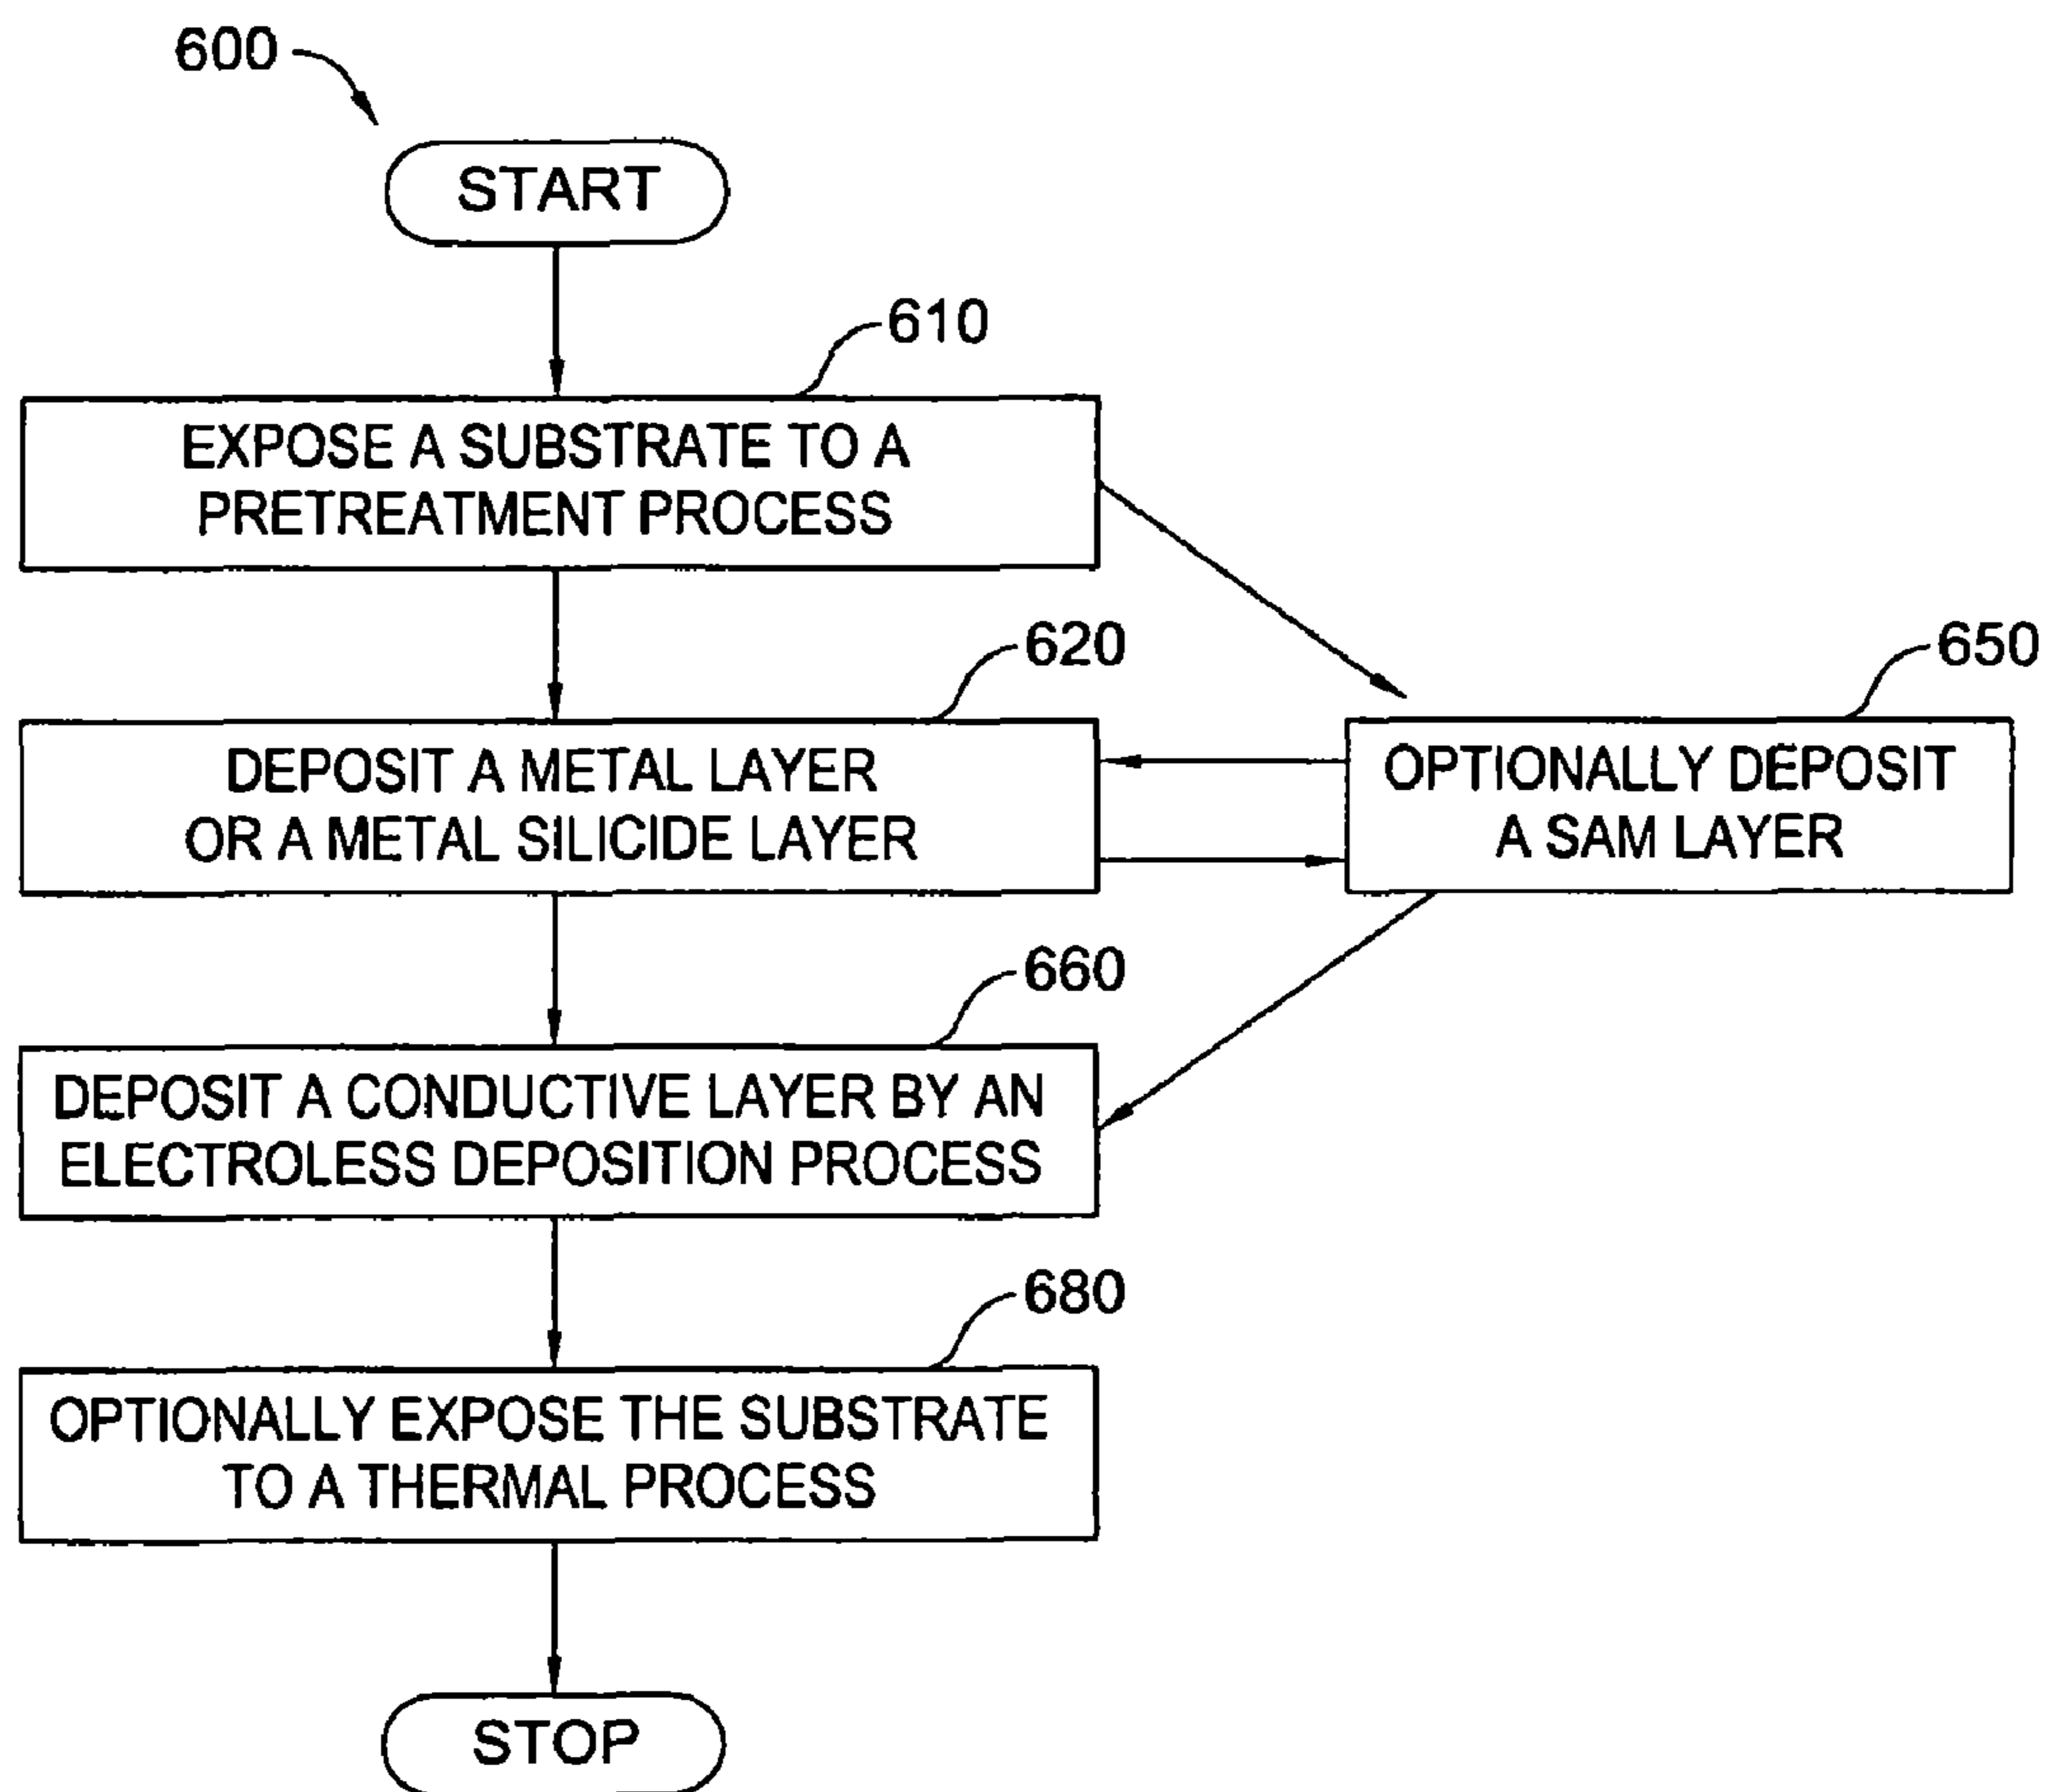 600
START
610
EXPOSE A SUBSTRATE TO A
PRETREATMENT PROCESS
620
DEPOSIT A METAL LAYER
OR A METAL SILICIDE LAYER
650
OPTIONALLY DEPOSIT
A SAM LAYER
660
DEPOSIT A CONDUCTIVE LAYER BY AN
ELECTROLESS DEPOSITION PROCESS
680
OPTIONALLY EXPOSE THE SUBSTRATE
TO A THERMAL PROCESS
STOP